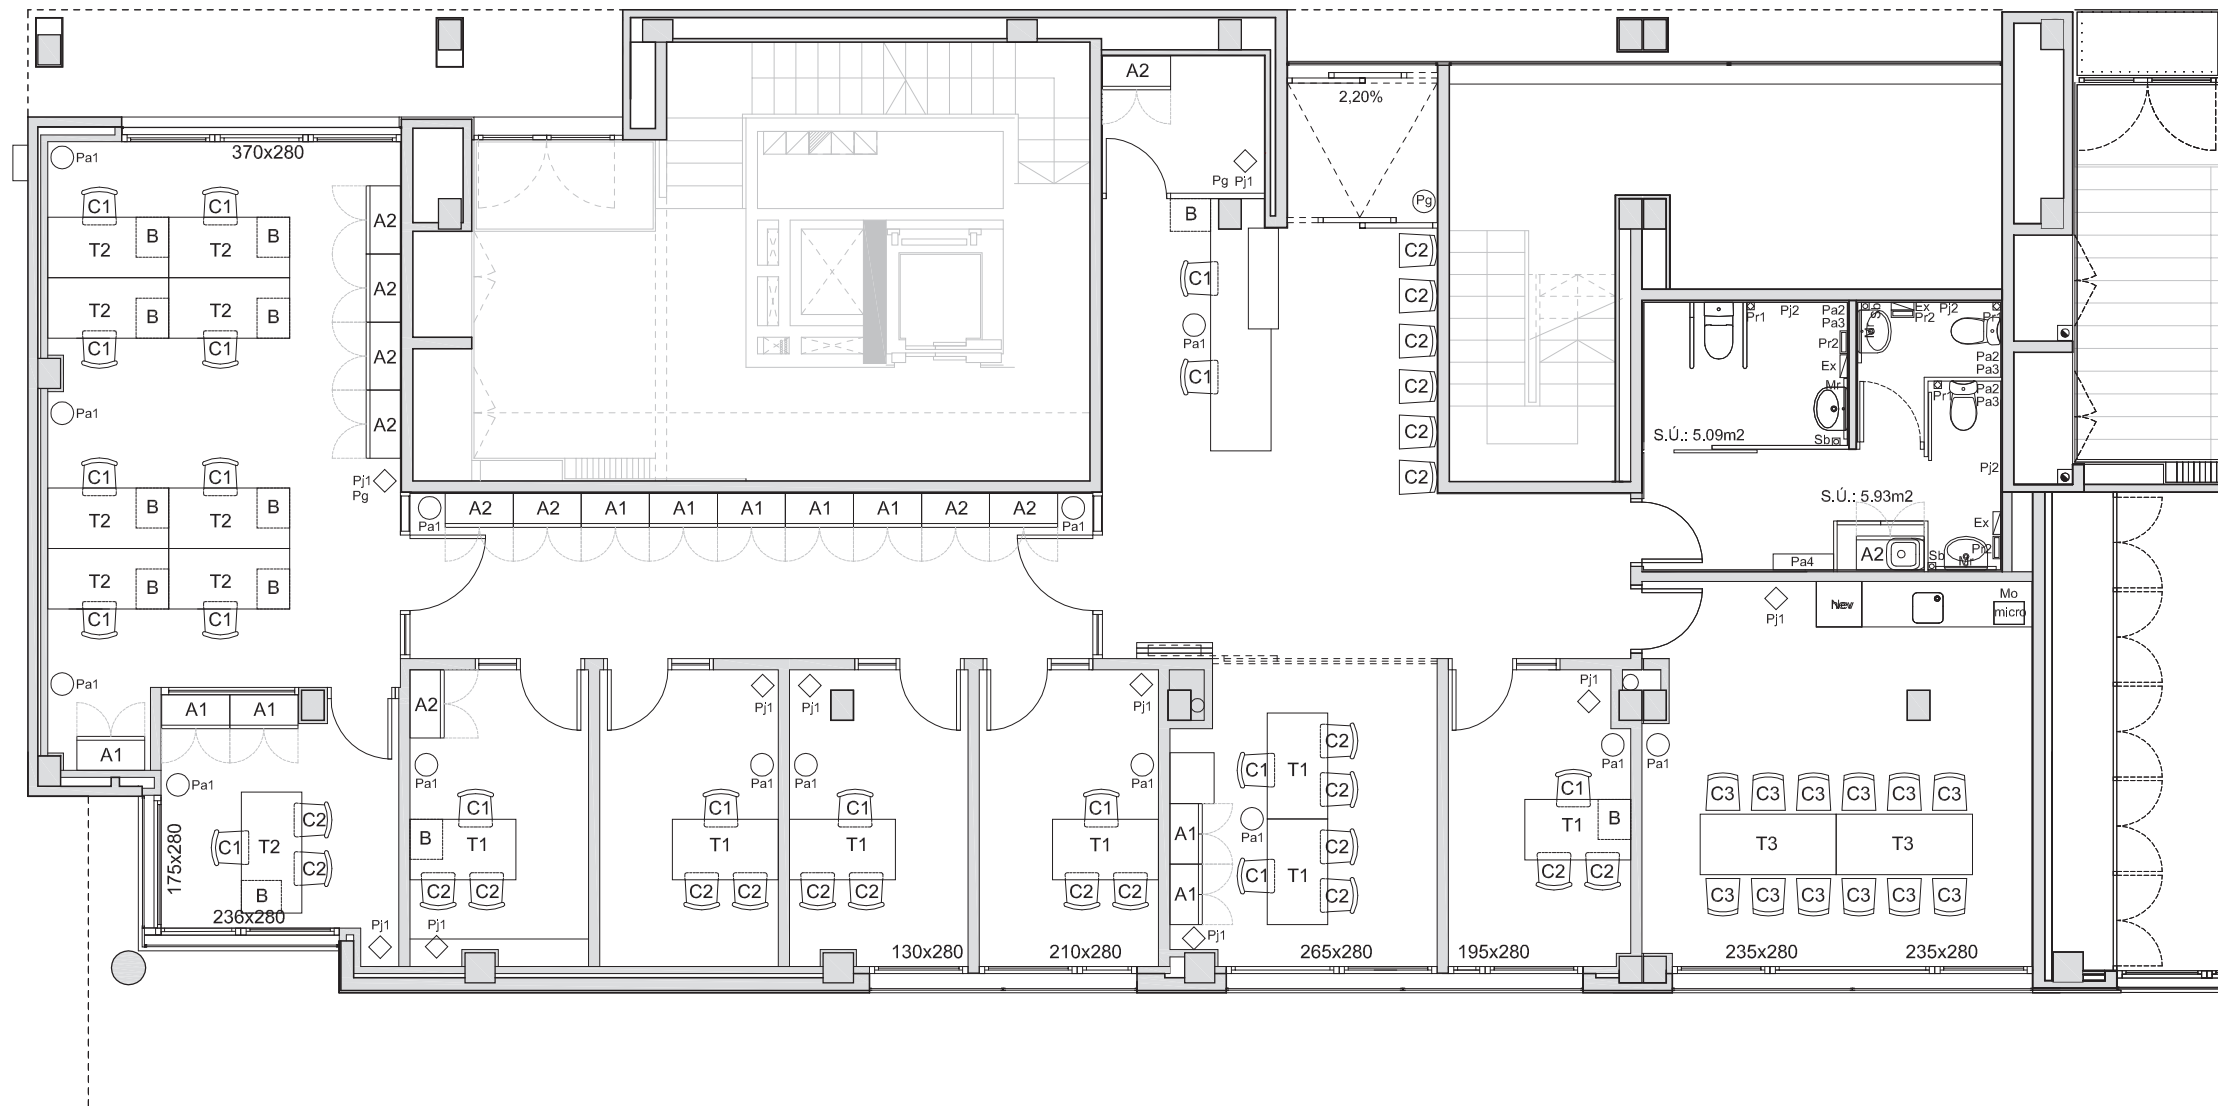 A2
2,20%
370x280
Pa1
Pg Pj1
Pg
C1 C1
A2
B
B B
T2 T2
C2
A2
C1
C2
T2 B T2 B
Pa1
C2
C1 C1
A2
C1
C2
Pa1
A2
C2
C2
Pr1 Pj2 Pa2
Pa3
Pr2
Ex
Mr
S.Ú.: 5.09m2
Sb
Sb Ex Pj2
Pr2
Mr
Pa2
Pa3
Pa2
Pr1 Pa3
Pj2
S.Ú.: 5.93m2
Ex
Pr2
Sb
Mr
A2
Pa4
C1 C1
Pj1
Pg
B B
T2 T2
T2 B T2 B
C1 C1
Pa1 A2 A2 A1 A1 A1 A1 A1 A2 A2 Pa1
Pj1
Nev
Mo
micro
Pa1
A1 A1
A1
Pa1
C1 T2 C2
C2
B
175x280
236x280
Pj1
A2
Pa1
C1
B T1
C2 C2
Pj1
Pj1
Pa1
C1
T1
C2 C2
Pj1
Pa1
C1
T1
C2 C2
130x280
Pj1
Pa1
C1
T1
C2 C2
210x280
C1 T1 C2
C2
Pa1
A1
C2
C1 T1
A1
C2
Pj1
265x280
Pj1
Pa1
C1
T1 B
C2 C2
195x280
Pa1
C3 C3 C3 C3 C3 C3
T3 T3
C3 C3 C3 C3 C3 C3
235x280 235x280